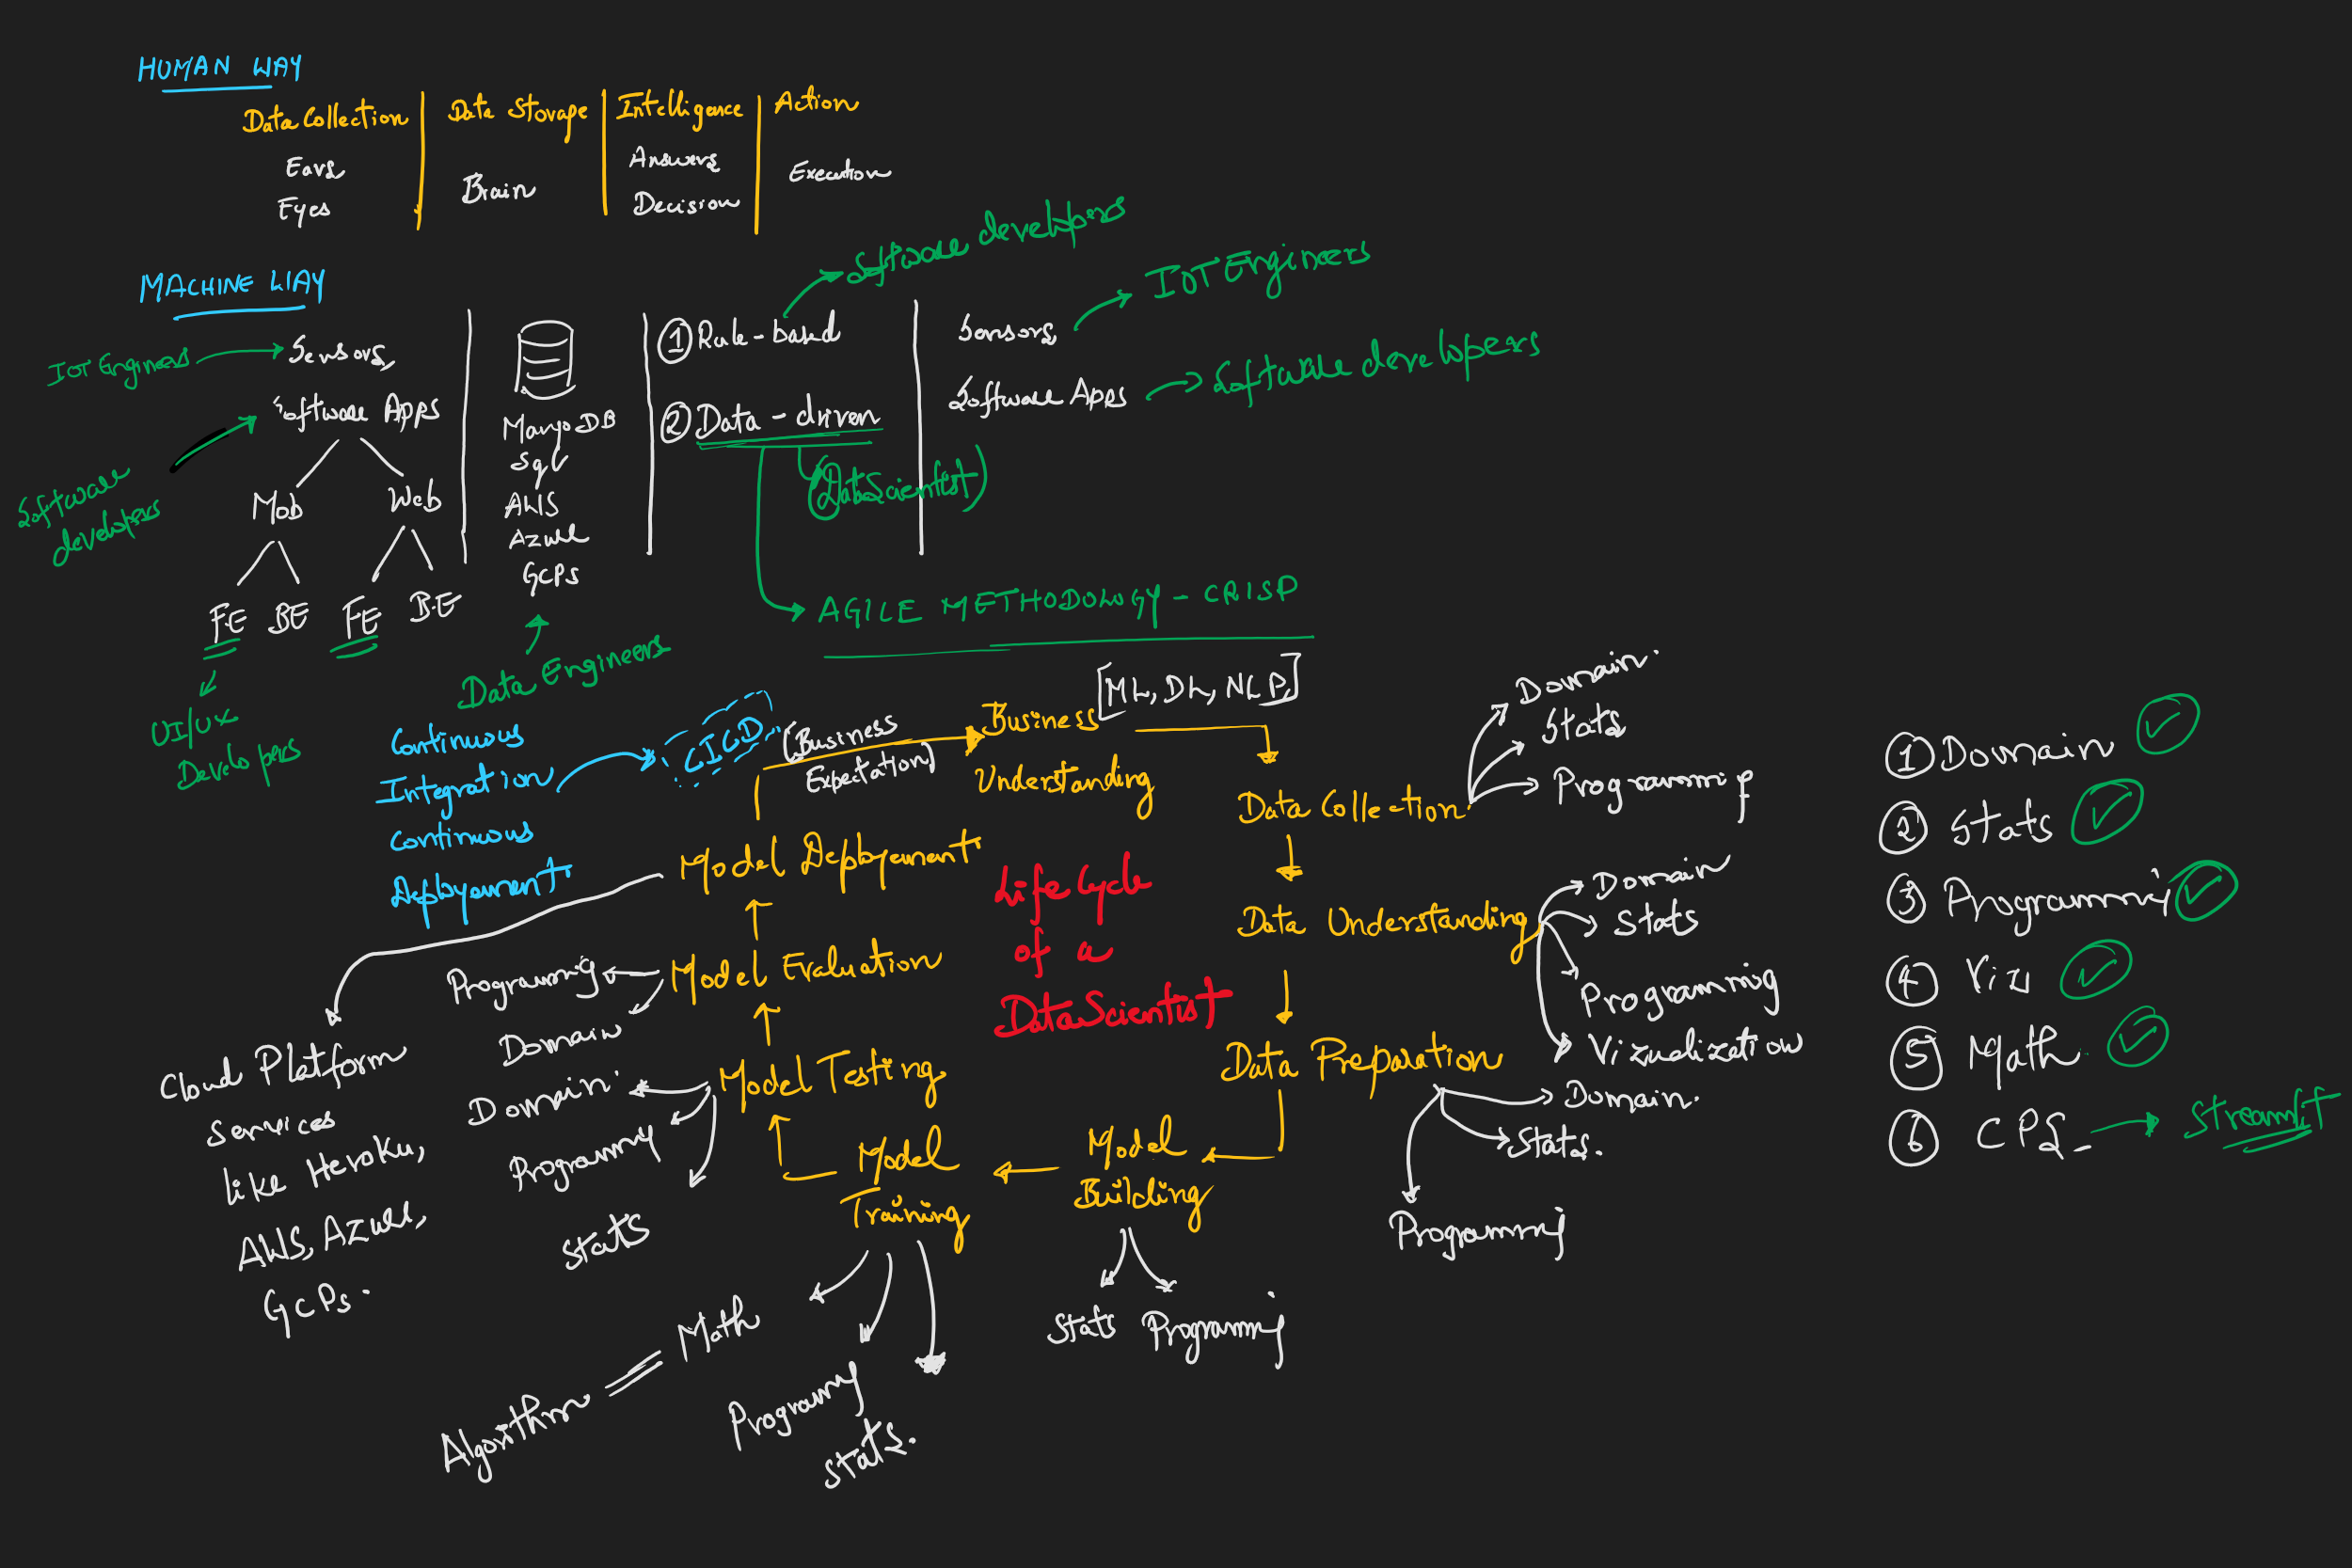 HUMAN WAY
Data Collection
Data Storage
Intelligence
Action
Ears
Eyes
Brain
Answers
Decision
Execution
MACHINE WAY
IoT Engineers
Sensors
Software Apps
Software
developers
Mob
Web
FE BE
FE BE
UI/UX
Developers
MongoDB
Sql
AWS
Azure
GCPs
Data Engineers
① Rule-based
Software developers
② Data-driven
(Data Scientist)
Sensors
IOT Engineers
Software Apps
Software developers
AGILE METHODOLOGY - CRISP
[ML, DL, NLP]
Continuous
Integration
Continuous
Deployement
CICD
(Business
Expectation)
Business
Understanding
Data Collection
Domain.
Stats
Programming
Data Understanding
Domain
Stats
Programming
Vizualization
Data Preparation
Domain.
Stats.
Programming
Model
Building
Stats
Programming
Model
Training
Math
Algorithm
Programming
Stats.
Model Testing
Domain.
Programming
Stats
Model Evaluation
Programming
Domain
Model Deployement
Cloud Platform
Services
like Heroku,
AWS, Azure,
GCPs.
Life Cycle
of a
Data Scientist
① Domain
② Stats
③ Programming
④ Viz
⑤ Math
⑥ CPS
Streamlit